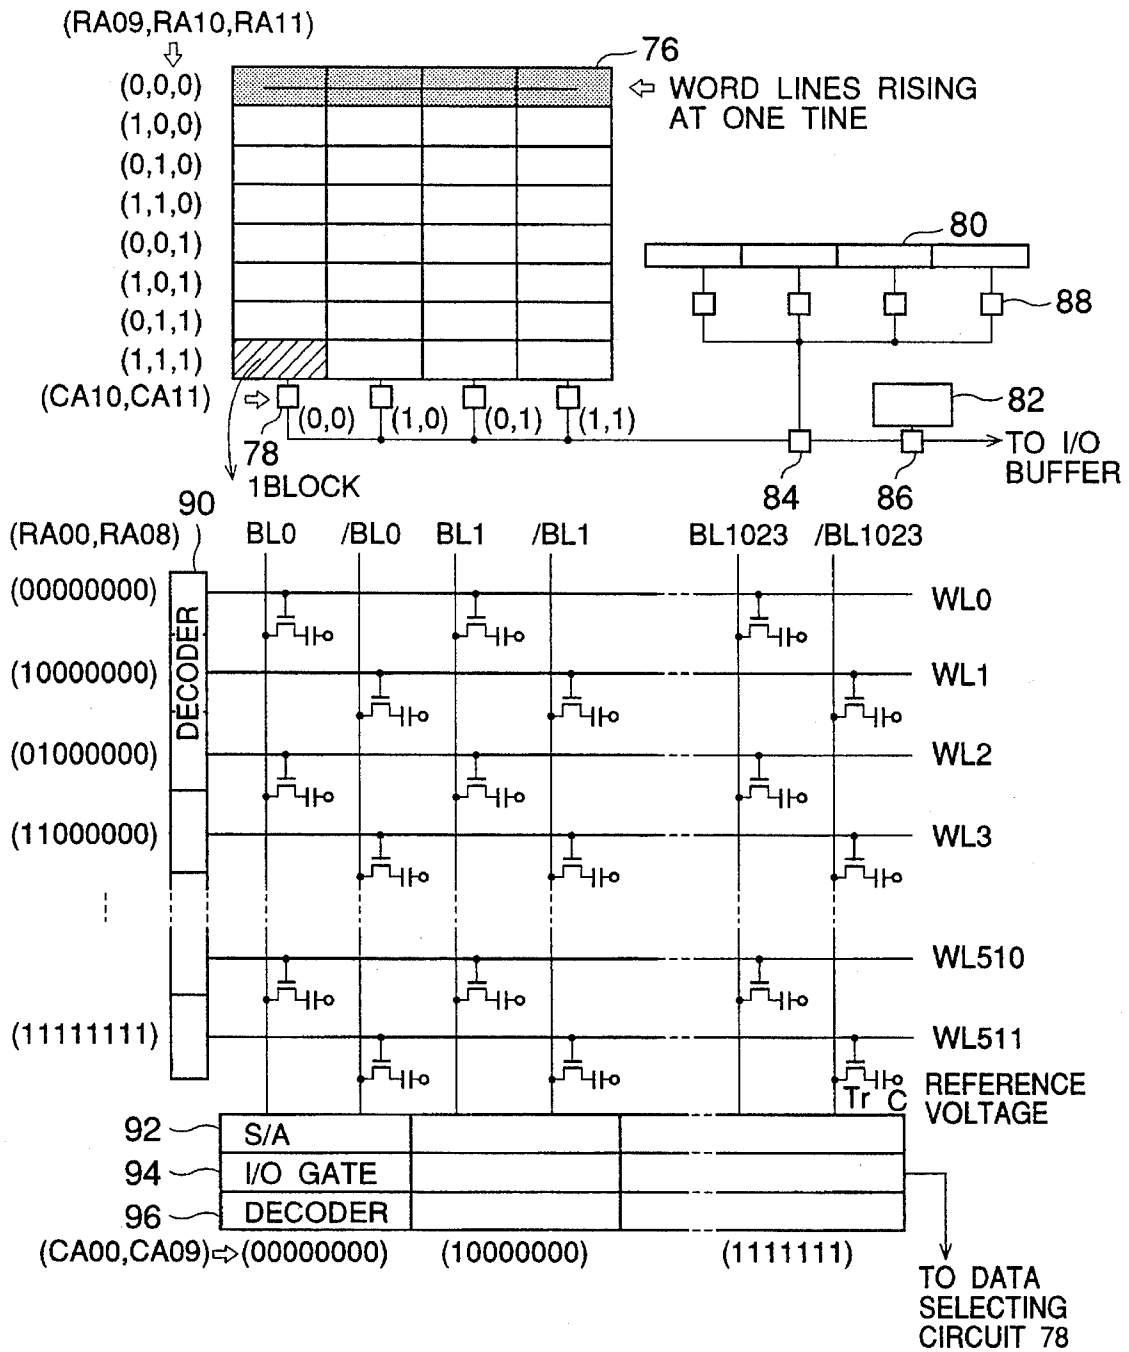 (RA09,RA10,RA11)
76
(0,0,0)
WORD LINES RISING
AT ONE TINE
(1,0,0)
(0,1,0)
(1,1,0)
(0,0,1)
(1,0,1)
(0,1,1)
(1,1,1)
80
88
(CA10,CA11)
(0,0)
(1,0)
(0,1)
(1,1)
82
78
84
86
TO I/O
BUFFER
1BLOCK
90
(RA00,RA08)
BL0
/BL0
BL1
/BL1
BL1023
/BL1023
DECODER
(00000000)
WL0
(10000000)
WL1
(01000000)
WL2
(11000000)
WL3
WL510
(11111111)
WL511
Tr
C
REFERENCE
VOLTAGE
92
S/A
94
I/O GATE
96
DECODER
(CA00,CA09)
(00000000)
(10000000)
(1111111)
TO DATA
SELECTING
CIRCUIT 78